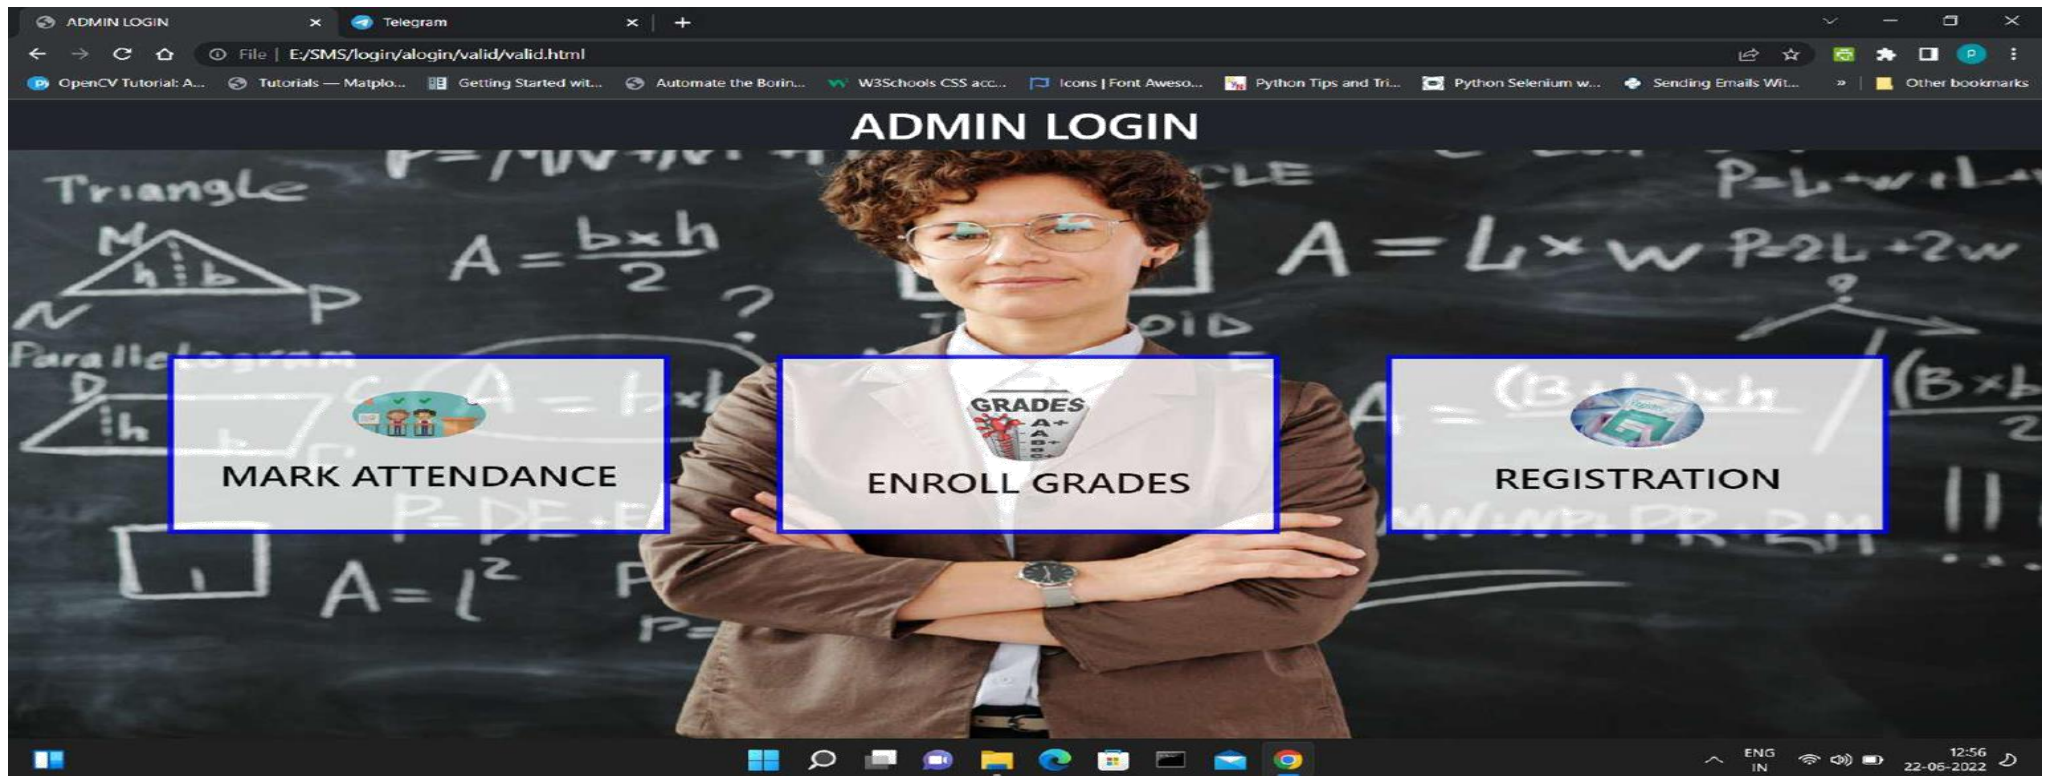 ADMIN LOGIN
Telegram
File | E:/SMS/login/alogin/valid/valid.html
OpenCV Tutorial: A...
Tutorials — Matplo...
Getting Started wit...
Automate the Borin...
W3Schools CSS acc...
Icons | Font Aweso...
Python Tips and Tri...
Python Selenium w...
Sending Emails Wit...
»
Other bookmarks
ADMIN LOGIN
Triangle
A = b×h
2
A = L × W
P=2L+2W
M
h b
N P
?
Parallelogram
D
h
A = b×h
GRADES
A+
A
MARK ATTENDANCE
ENROLL GRADES
REGISTRATION
A = l²
ENG
IN
12:56
22-06-2022